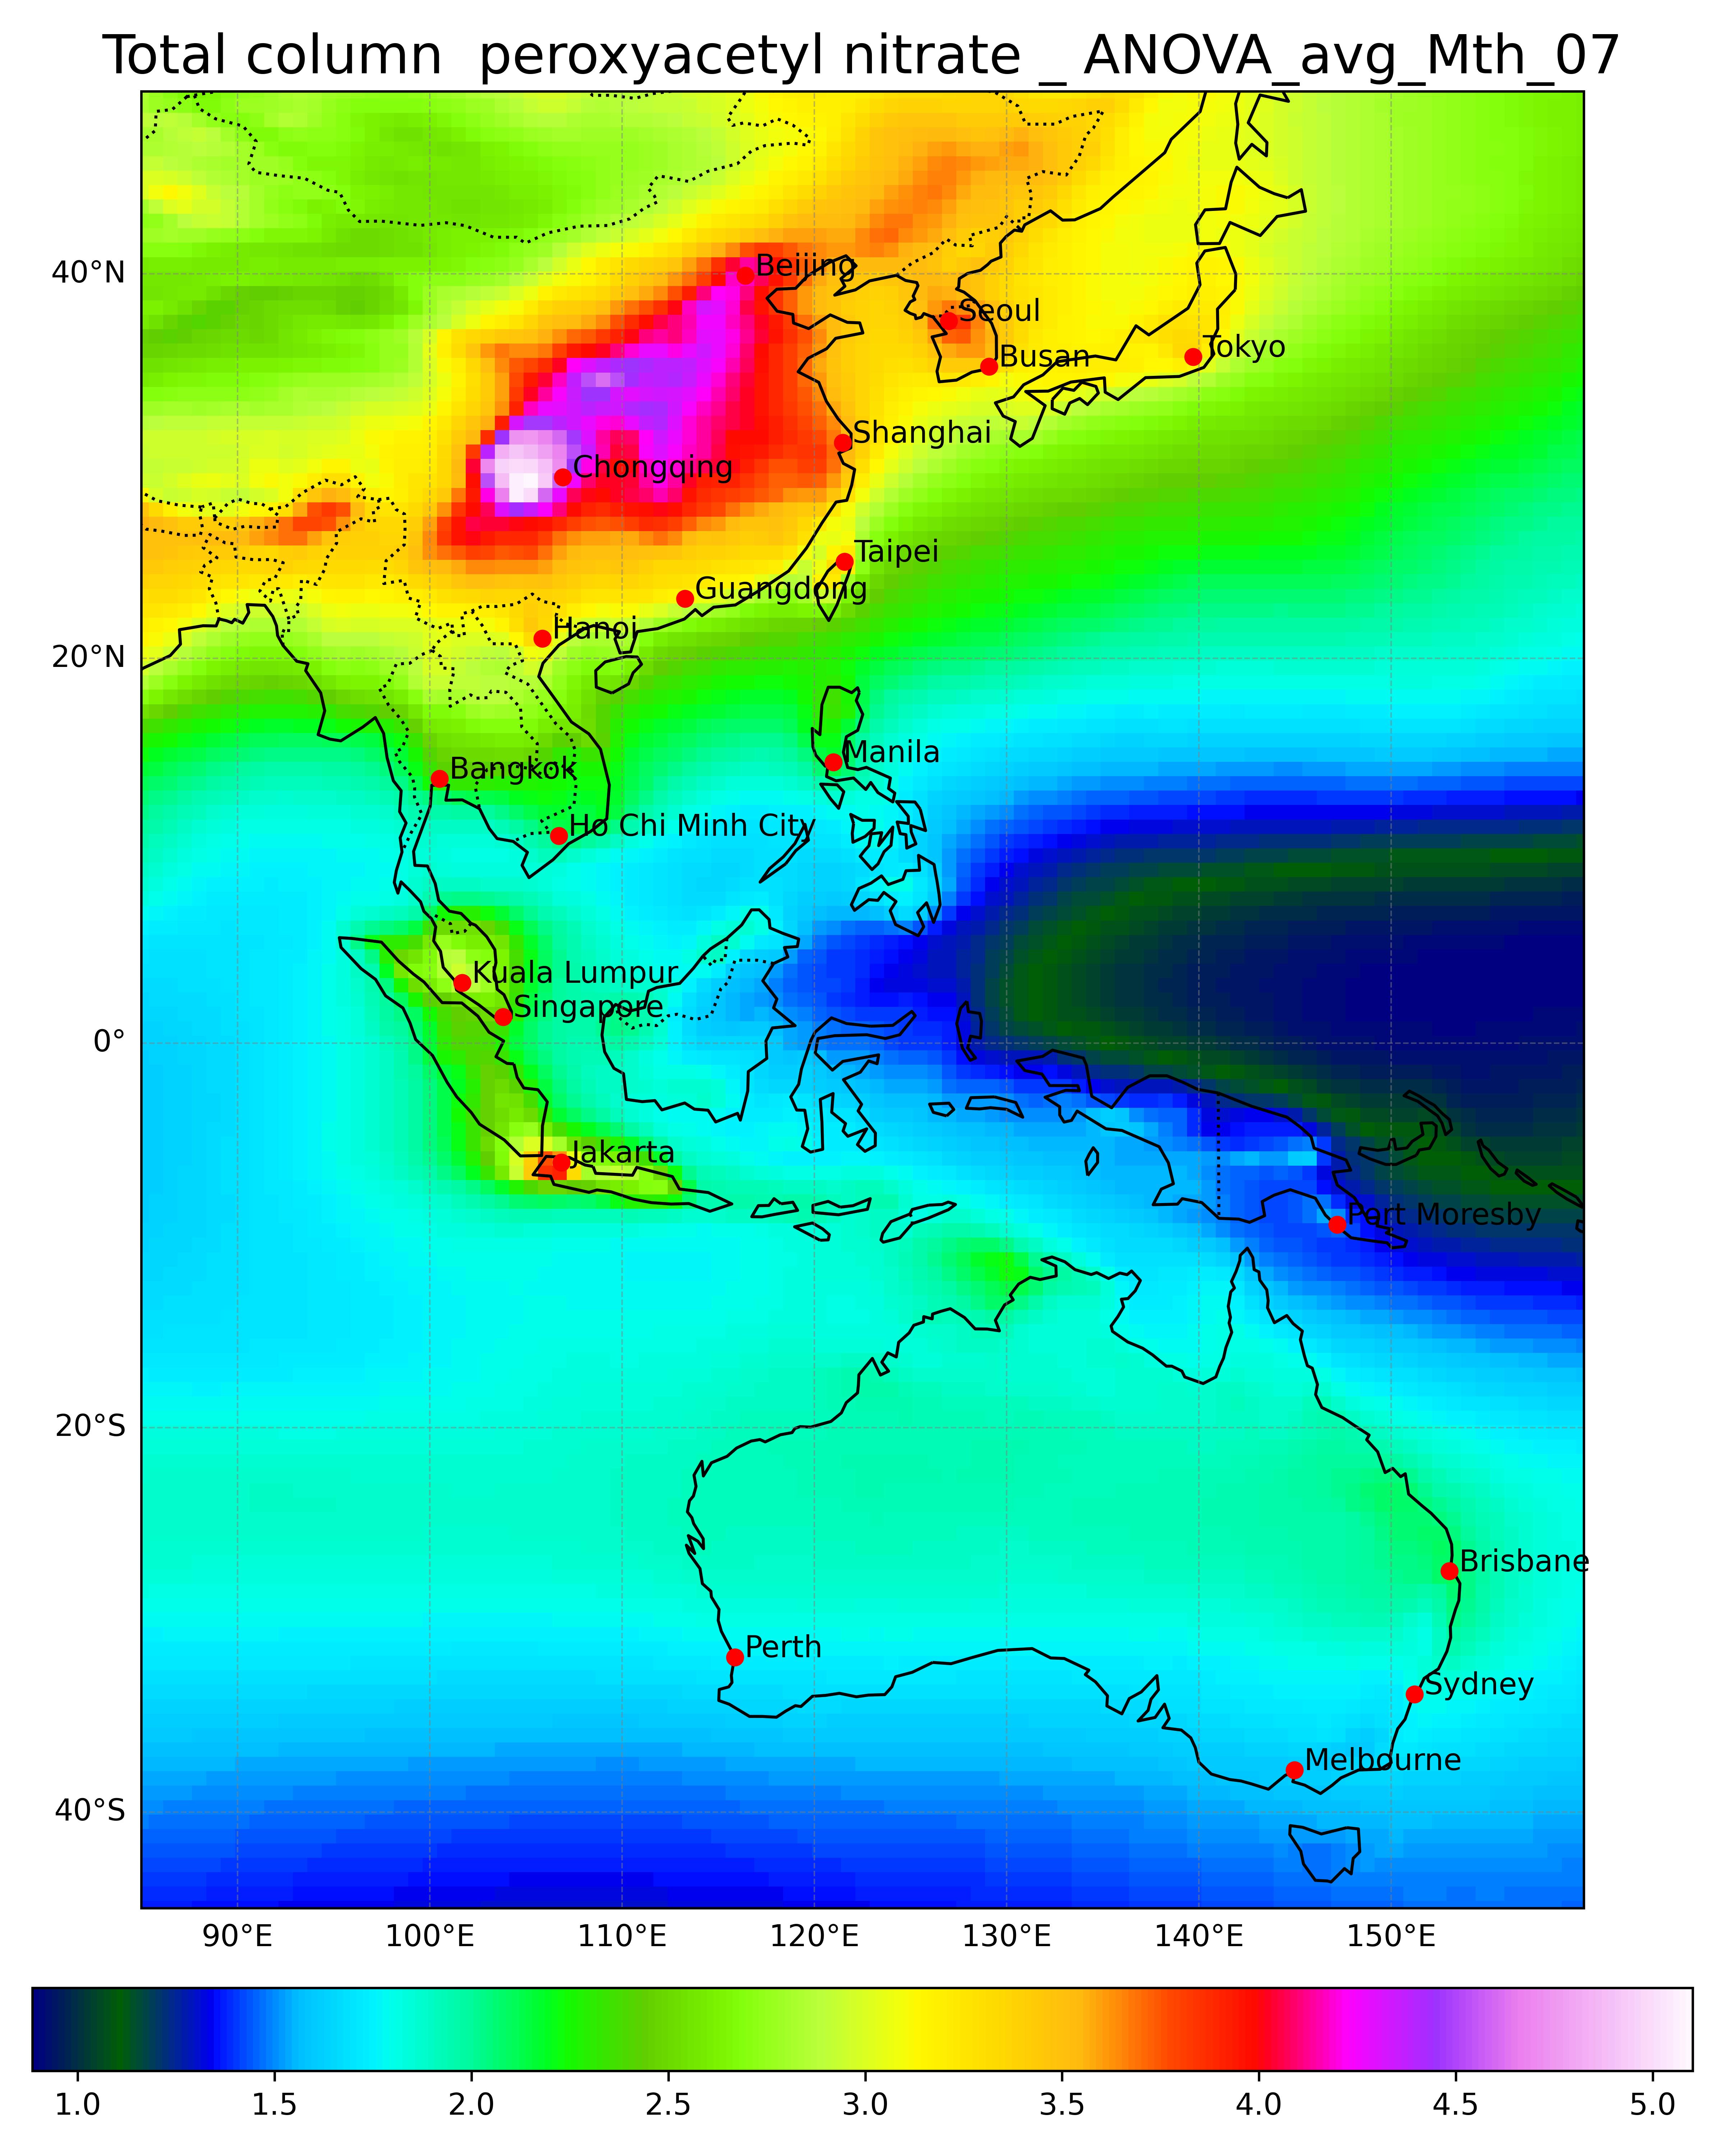 Total column  peroxyacetyl nitrate _ ANOVA_avg_Mth_07
40°N
20°N
0°
20°S
40°S
Beijing
Seoul
Tokyo
Busan
Shanghai
Chongqing
Taipei
Guangdong
Hanoi
Manila
Bangkok
Ho Chi Minh City
Kuala Lumpur
Singapore
Jakarta
Port Moresby
Brisbane
Perth
Sydney
Melbourne
90°E 100°E 110°E 120°E 130°E 140°E 150°E
1.0 1.5 2.0 2.5 3.0 3.5 4.0 4.5 5.0